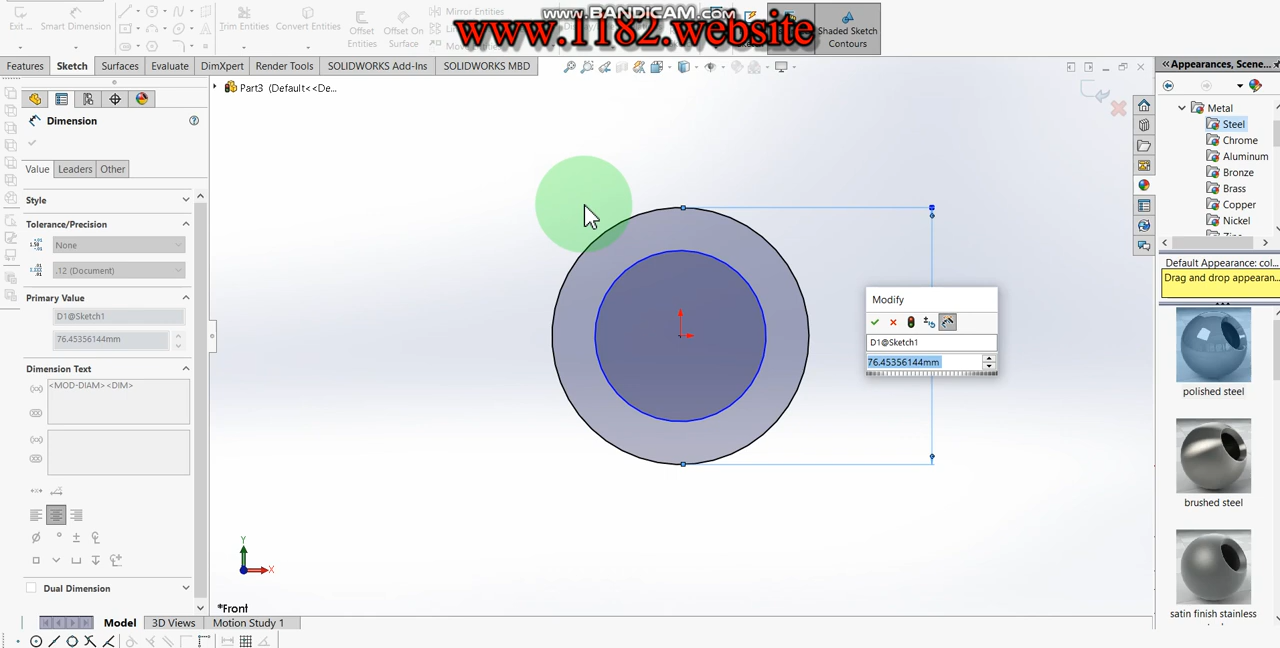 www.BANDICAM.com
www.1182.website
Exit ...
Smart Dimension
Trim Entities
Convert Entities
Offset Entities
Offset On Surface
Mirror Entities
Shaded Sketch Contours
Features
Sketch
Surfaces
Evaluate
DimXpert
Render Tools
SOLIDWORKS Add-Ins
SOLIDWORKS MBD
Part3 (Default<<De...
Dimension
Value
Leaders
Other
Style
Tolerance/Precision
None
.12 (Document)
Primary Value
D1@Sketch1
76.45356144mm
Dimension Text
<MOD-DIAM><DIM>
Dual Dimension
Modify
D1@Sketch1
76.45356144mm
Y
X
*Front
Model
3D Views
Motion Study 1
Appearances, Scene...
Metal
Steel
Chrome
Aluminum
Bronze
Brass
Copper
Nickel
Default Appearance: col...
Drag and drop appearan...
polished steel
brushed steel
satin finish stainless